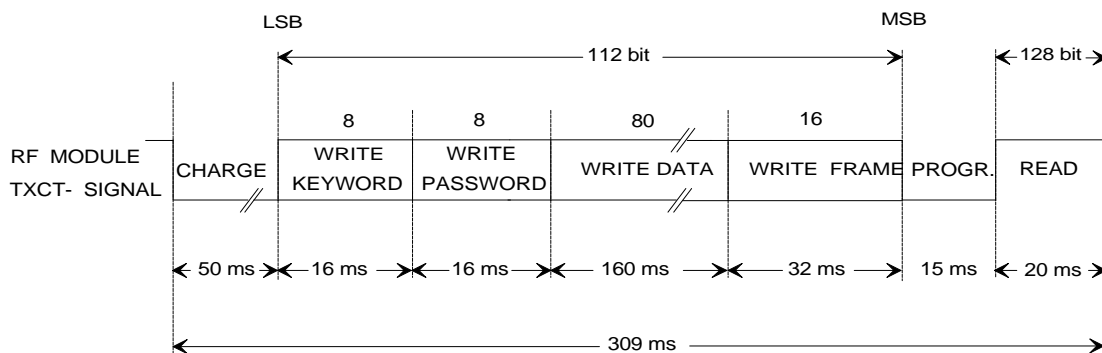 LSB
MSB
112 bit
128 bit
8
8
80
16
RF MODULE
TXCT- SIGNAL
CHARGE
WRITE
KEYWORD
WRITE
PASSWORD
WRITE DATA
WRITE FRAME
PROGR.
READ
50 ms
16 ms
16 ms
160 ms
32 ms
15 ms
20 ms
309 ms